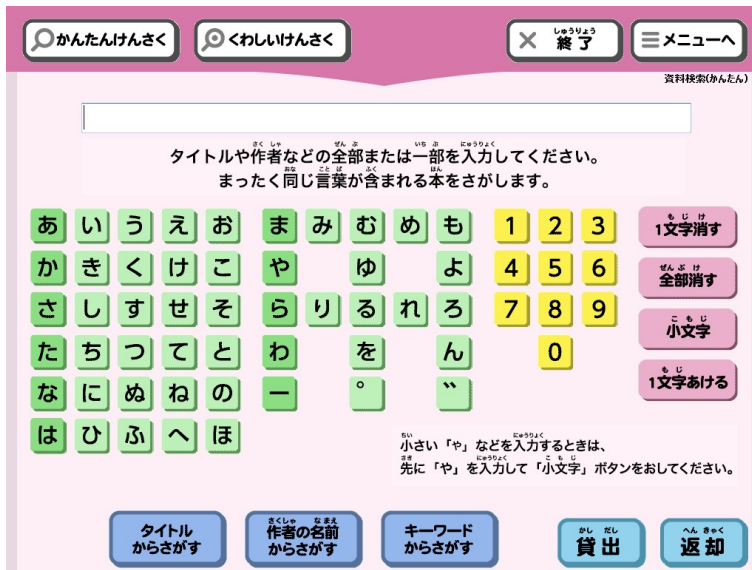 かんたんけんさく くわしいけんさく 終了 しゅうりょう メニューへ
資料検索(かんたん)
タイトルや作者などの全部または一部を入力してください。
さくしゃ ぜんぶ いちぶ にゅうりょく
まったく同じ言葉が含まれる本をさがします。
おな ことば ふく ほん
あ い う え お ま み む め も 1 2 3 1文字消す もじけ
か き く け こ や ゆ よ 4 5 6 全部消す ぜんぶけ
さ し す せ そ ら り る れ ろ 7 8 9 小文字 こもじ
た ち つ て と わ を ん 0
な に ぬ ね の ー ゜ ゛ 1文字あける もじ
は ひ ふ へ ほ
小さい「や」などを入力するときは、
ちい にゅうりょく
先に「や」を入力して「小文字」ボタンをおしてください。
さき にゅうりょく こもじ
タイトルからさがす 作者の名前からさがす さくしゃ なまえ キーワードからさがす 貸出 かしだし 返却 へんきゃく